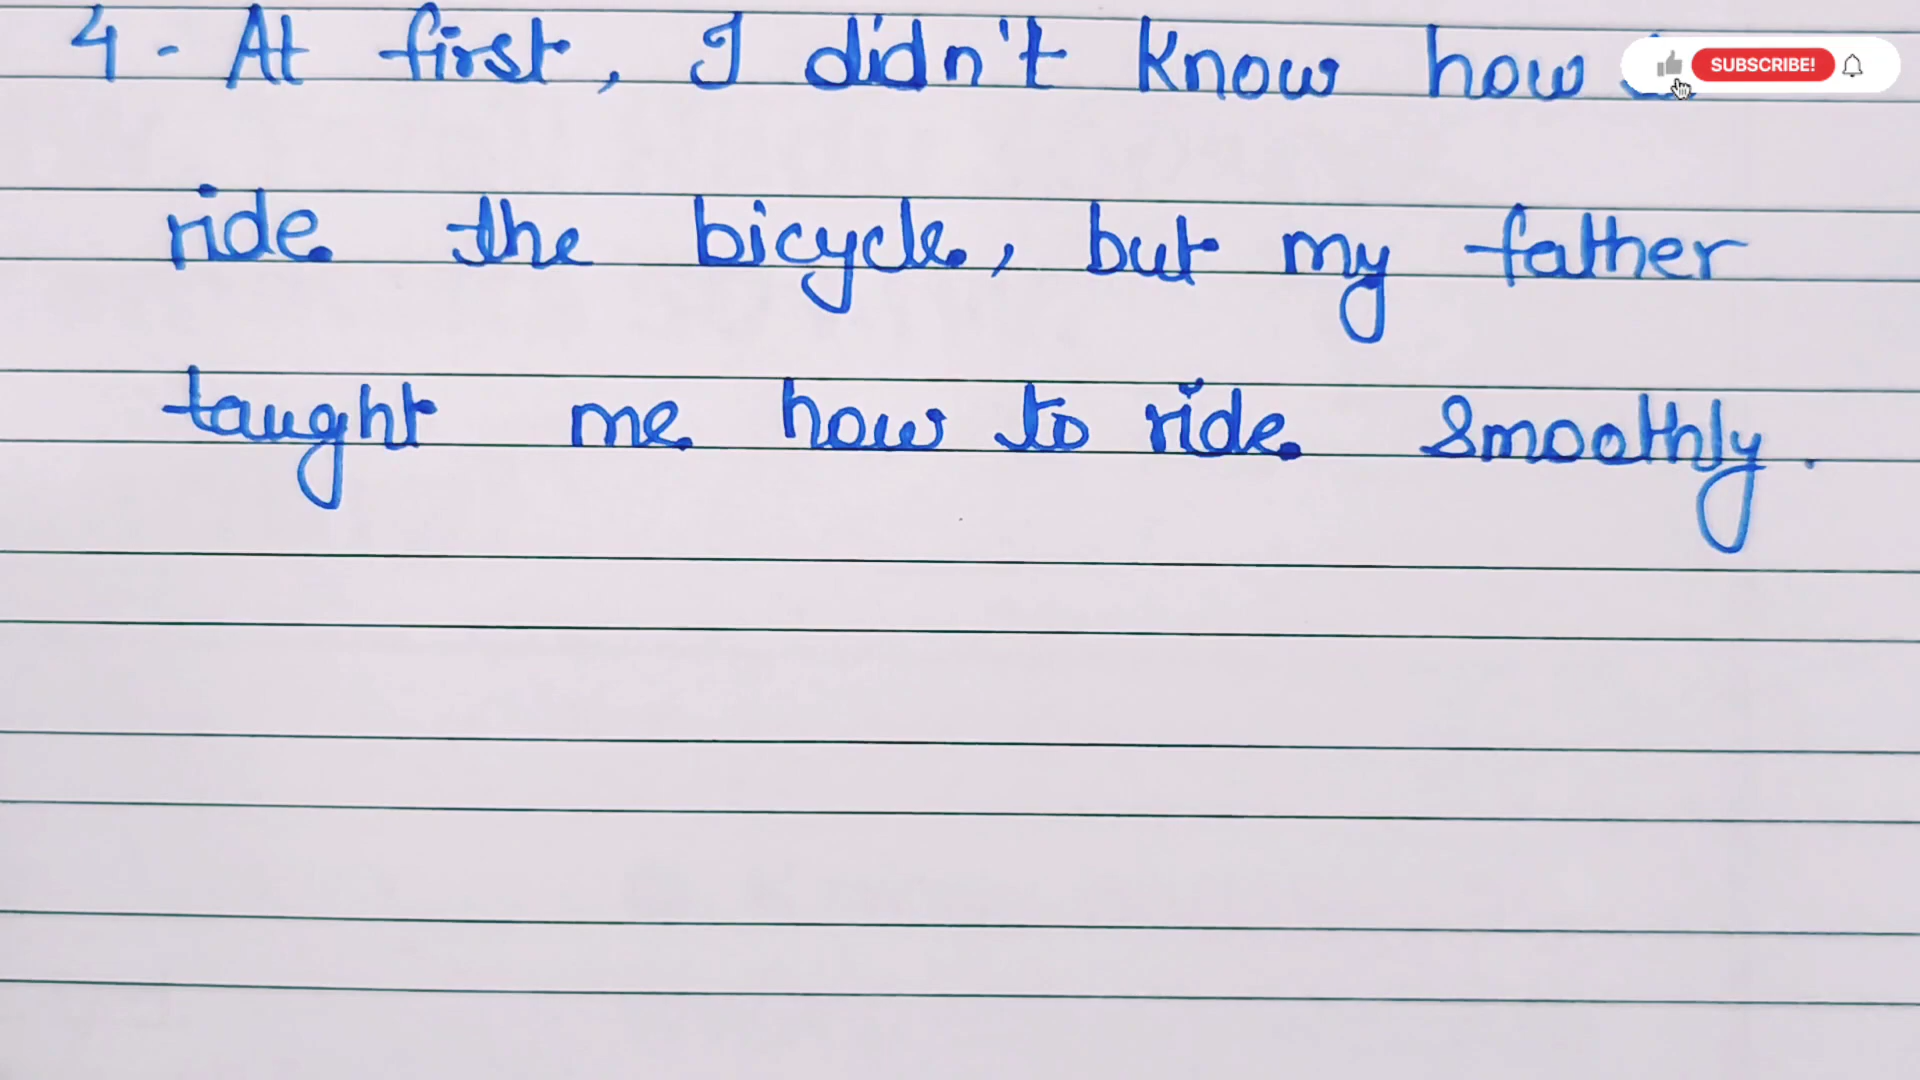 4 - At first, I didn't know how
SUBSCRIBE!
ride the bicycle, but my father
taught me how to ride smoothly.